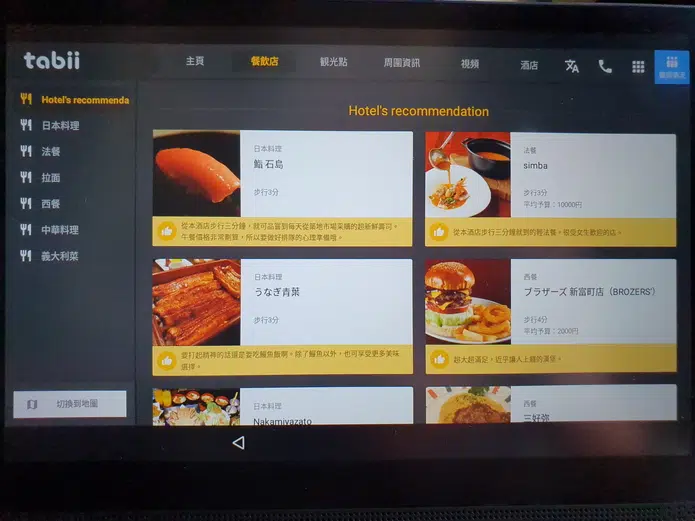 tabii
主頁
餐飲店
観光點
周圍資訊
視頻
酒店
Hotel's recommenda
日本料理
法餐
拉面
西餐
中華料理
義大利菜
切換到地圖
Hotel's recommendation
日本料理
鮨 石島
步行3分
從本酒店步行三分鐘，就可品嘗到每天從築地市場采購的超新鮮壽司。
午餐價格非常劃算，所以要做好排隊的心理準備哦。
法餐
simba
步行3分
平均予算：10000円
從本酒店步行三分鐘就到的輕法餐。很受女生歡迎的店。
日本料理
うなぎ青葉
步行3分
要打起精神的話還是要吃鰻魚飯啊。除了鰻魚以外，也可享受更多美味
選擇。
西餐
ブラザーズ 新富町店（BROZERS'）
步行4分
平均予算：2000円
超大超滿足，近乎讓人上癮的漢堡。
日本料理
Nakamiyazato
西餐
三好弥